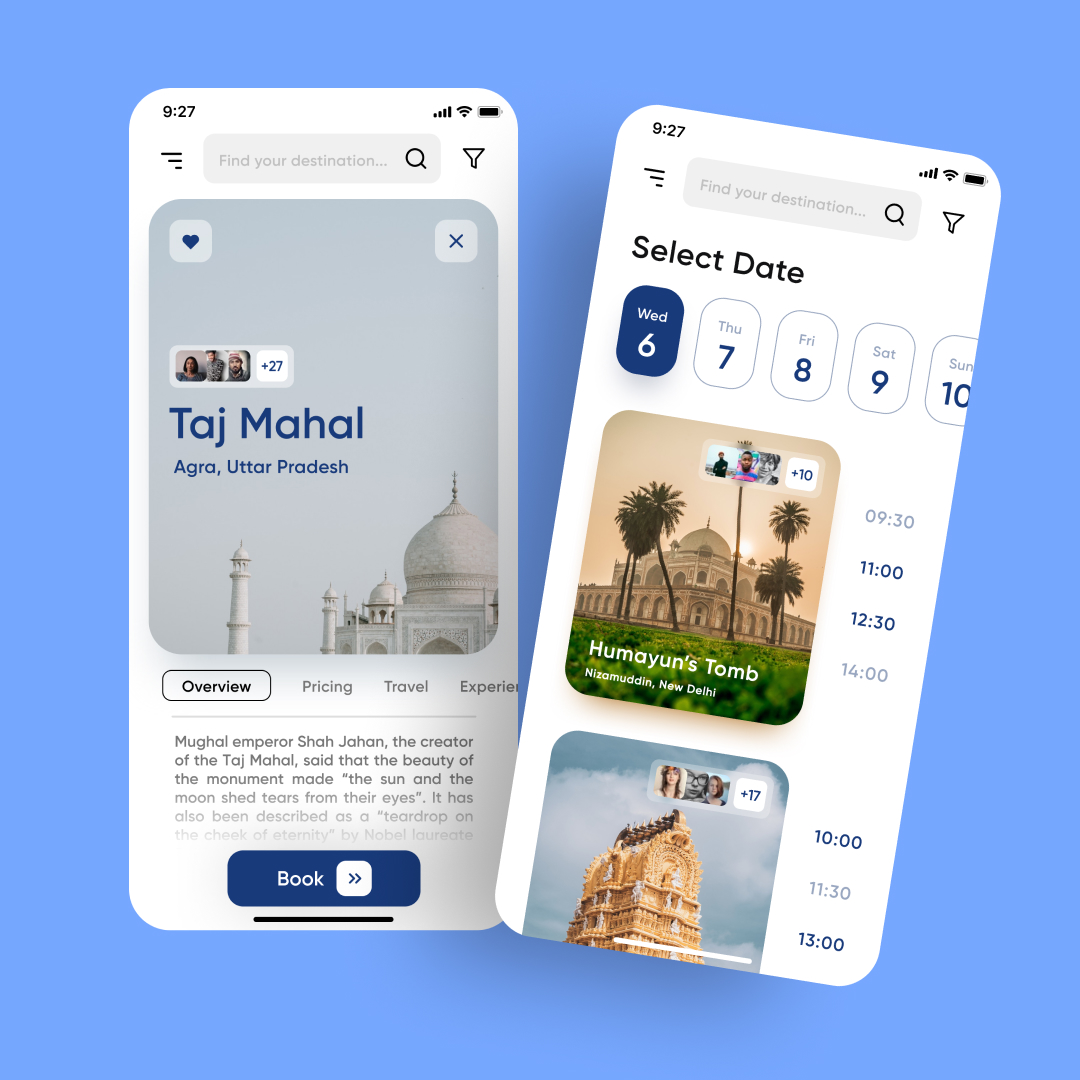 9:27
Find your destination...
+27
Taj Mahal
Agra, Uttar Pradesh
Overview
Pricing
Travel
Experien
Mughal emperor Shah Jahan, the creator
of the Taj Mahal, said that the beauty of
the monument made “the sun and the
moon shed tears from their eyes”. It has
also been described as a “teardrop on
the cheek of eternity” by Nobel laureate
Book
9:27
Find your destination...
Select Date
Wed
6
Thu
7
Fri
8
Sat
9
Sun
10
+10
Humayun's Tomb
Nizamuddin, New Delhi
09:30
11:00
12:30
14:00
+17
10:00
11:30
13:00